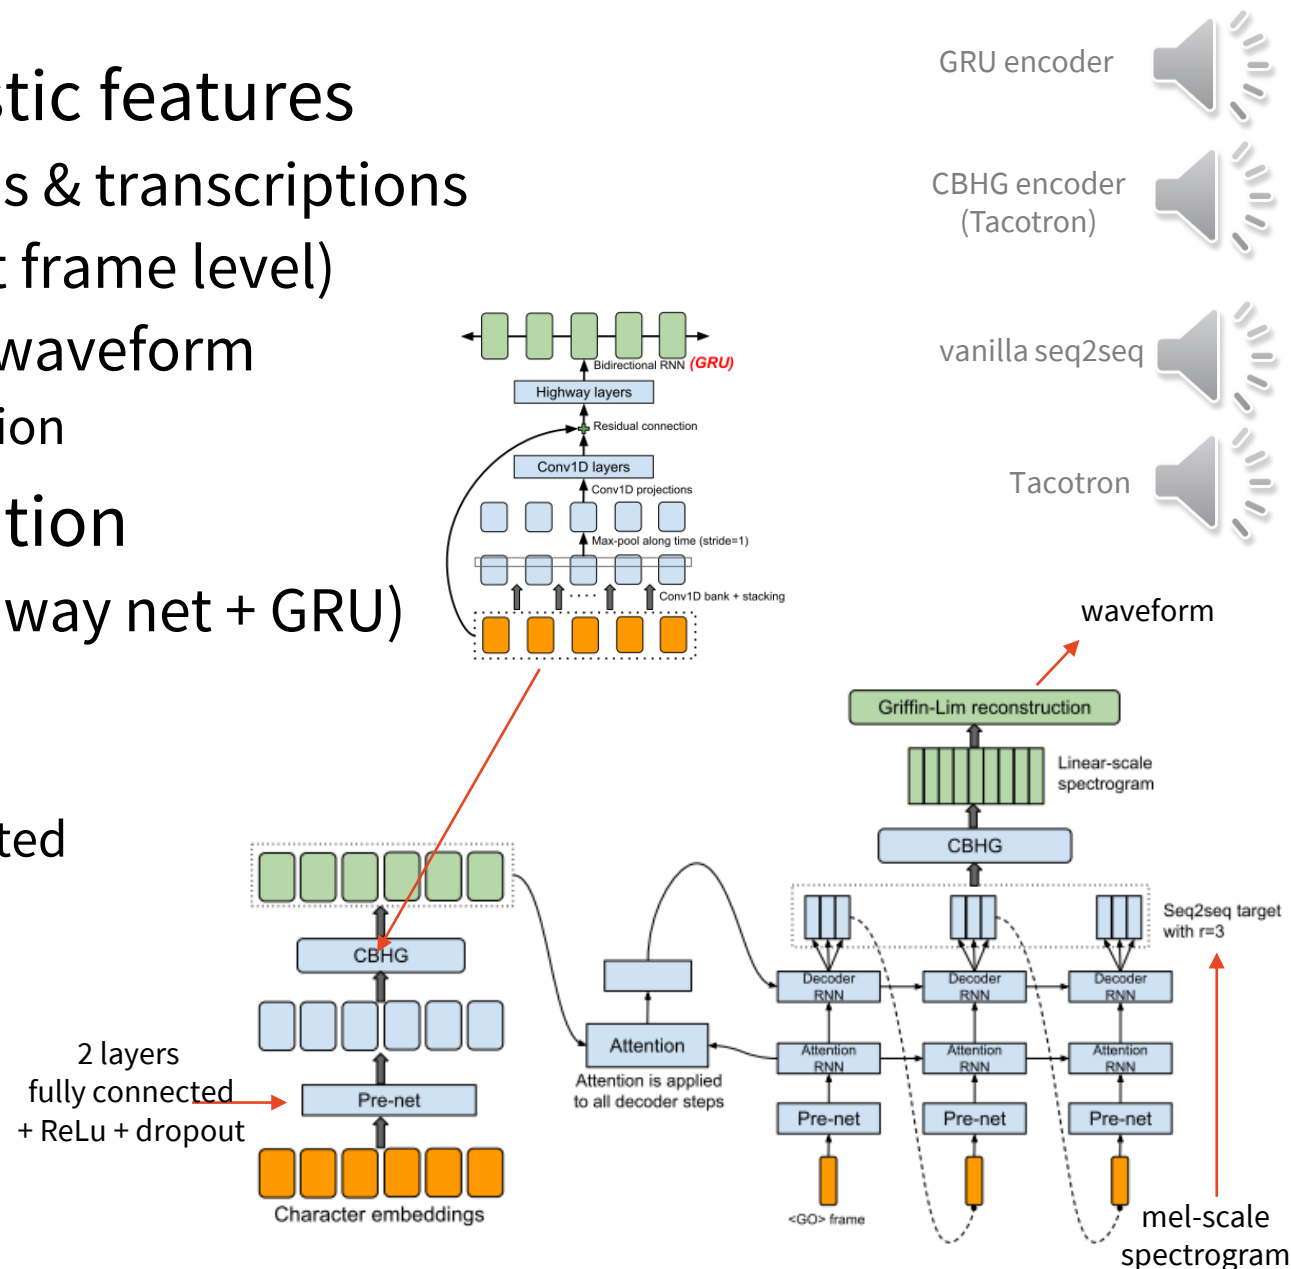 stic features
s & transcriptions
t frame level)
waveform
ion
tion
way net + GRU)
ted
GRU encoder
CBHG encoder
(Tacotron)
vanilla seq2seq
Tacotron
Bidirectional RNN (GRU)
Highway layers
Residual connection
Conv1D layers
Conv1D projections
Max-pool along time (stride=1)
Conv1D bank + stacking
waveform
Griffin-Lim reconstruction
Linear-scale
spectrogram
CBHG
Seq2seq target
with r=3
Decoder
RNN
Decoder
RNN
Decoder
RNN
Attention
RNN
Attention
RNN
Attention
RNN
Pre-net
Pre-net
Pre-net
<GO> frame
mel-scale
spectrogram
Attention
Attention is applied
to all decoder steps
CBHG
Pre-net
Character embeddings
2 layers
fully connected
+ ReLu + dropout